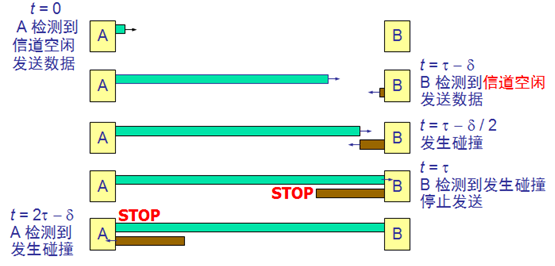 t = 0
A 检测到
信道空闲
发送数据
A
B
t = τ − δ
B 检测到信道空闲
发送数据
A
B
t = τ − δ / 2
发生碰撞
A
B
t = τ
B 检测到发生碰撞
停止发送
A
B
STOP
t = 2τ − δ
A 检测到
发生碰撞
STOP
A
B